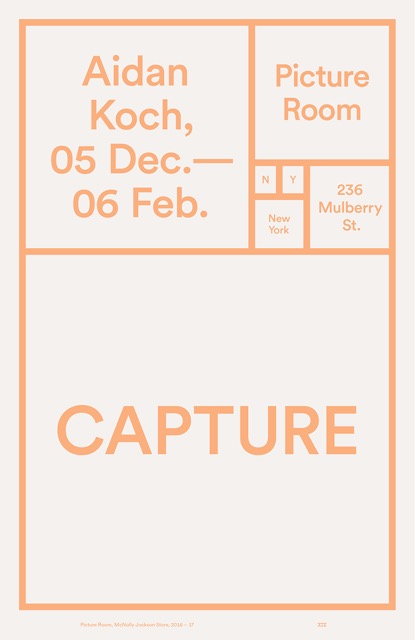 Aidan
Koch,
05 Dec.—
06 Feb.
Picture
Room
N
Y
New
York
236
Mulberry
St.
CAPTURE